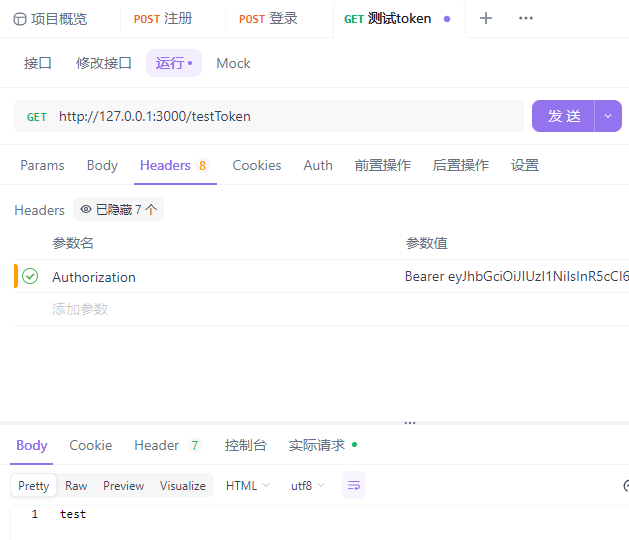 项目概览 POST 注册 POST 登录 GET 测试token
接口 修改接口 运行 Mock
GET http://127.0.0.1:3000/testToken 发 送
Params Body Headers 8 Cookies Auth 前置操作 后置操作 设置
Headers 已隐藏 7 个
参数名 参数值
Authorization Bearer eyJhbGciOiJIUzI1NiIsInR5cCI6
添加参数
Body Cookie Header 7 控制台 实际请求
Pretty Raw Preview Visualize HTML utf8
1 test